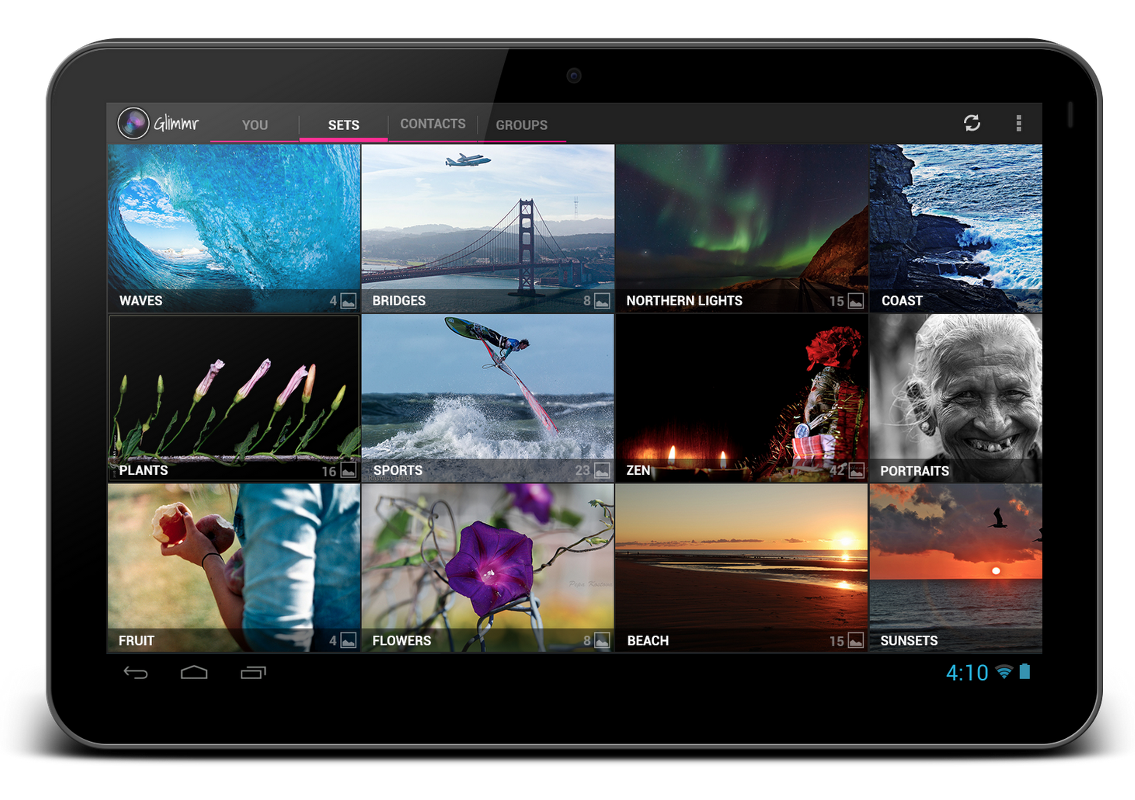 Glimmr
YOU
SETS
CONTACTS
GROUPS
WAVES 4
BRIDGES 8
NORTHERN LIGHTS 15
COAST
PLANTS 16
SPORTS 23
ZEN 42
PORTRAITS
FRUIT 4
FLOWERS 8
BEACH 15
SUNSETS
4:10